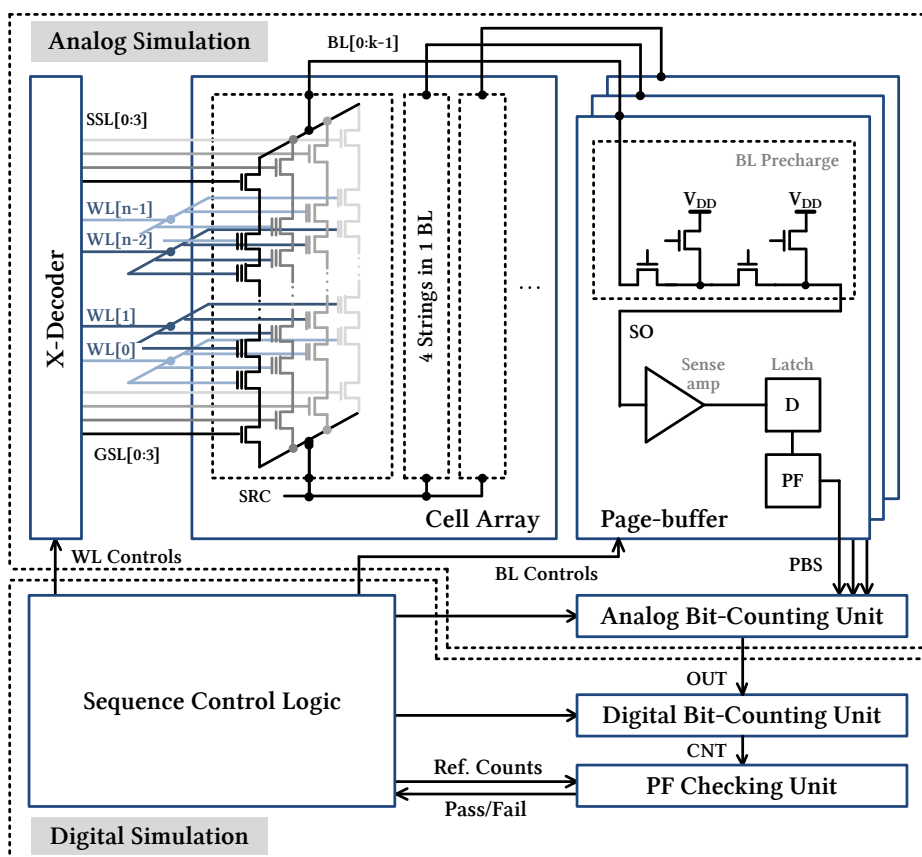 Analog Simulation
BL[0:k-1]
SSL[0:3]
BL Precharge
V_DD
V_DD
WL[n-1]
WL[n-2]
X-Decoder
4 Strings in 1 BL
...
WL[1]
WL[0]
SO
Sense
amp
Latch
D
GSL[0:3]
PF
SRC
Cell Array
Page-buffer
WL Controls
BL Controls
PBS
Analog Bit-Counting Unit
OUT
Sequence Control Logic
Digital Bit-Counting Unit
CNT
Ref. Counts
PF Checking Unit
Pass/Fail
Digital Simulation